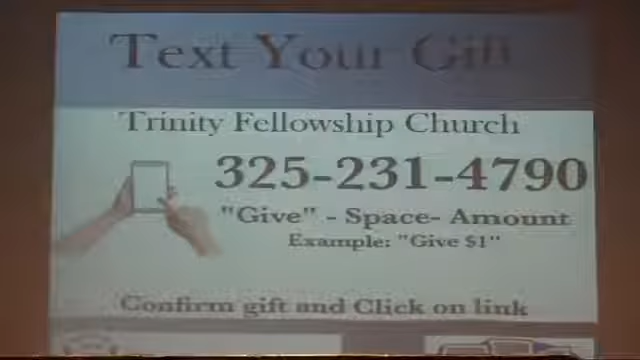 Text Your Gift
Trinity Fellowship Church
325-231-4790
"Give" - Space- Amount
Example: "Give $1"
Confirm gift and Click on link